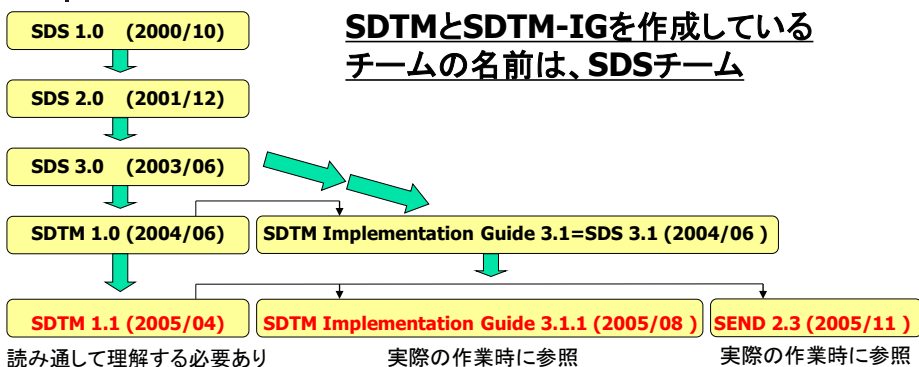 SDS 1.0 (2000/10)
SDTMとSDTM-IGを作成している
チームの名前は、SDSチーム
SDS 2.0 (2001/12)
SDS 3.0 (2003/06)
SDTM 1.0 (2004/06)
SDTM Implementation Guide 3.1=SDS 3.1 (2004/06 )
SDTM 1.1 (2005/04)
SDTM Implementation Guide 3.1.1 (2005/08 )
SEND 2.3 (2005/11 )
読み通して理解する必要あり
実際の作業時に参照
実際の作業時に参照